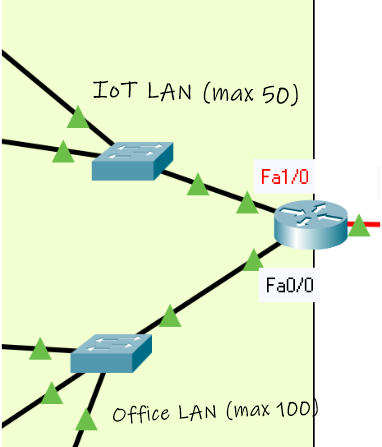 IoT LAN (max 50)
Fa1/0
Fa0/0
Office LAN (max 100)